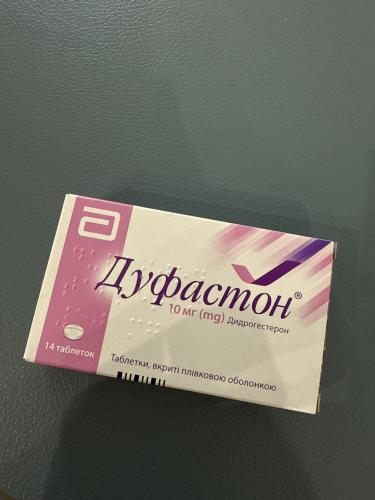 Дуфастон®
10 мг (mg) Дидрогестерон
14 таблеток
Таблетки, вкриті плівковою оболонкою